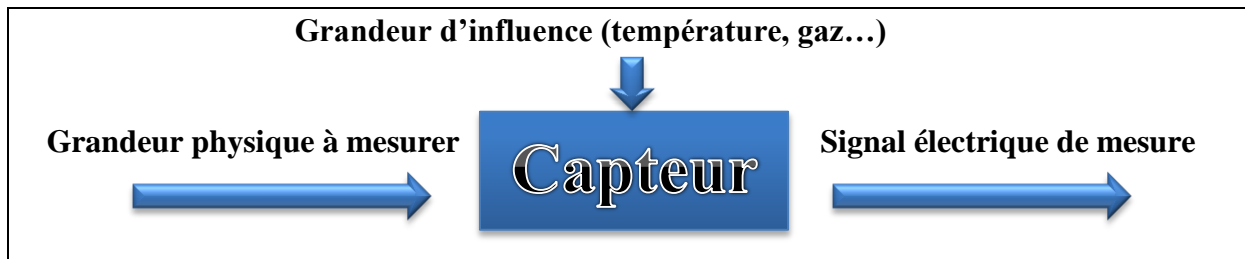 Grandeur d’influence (température, gaz…)
Grandeur physique à mesurer
Capteur
Signal électrique de mesure